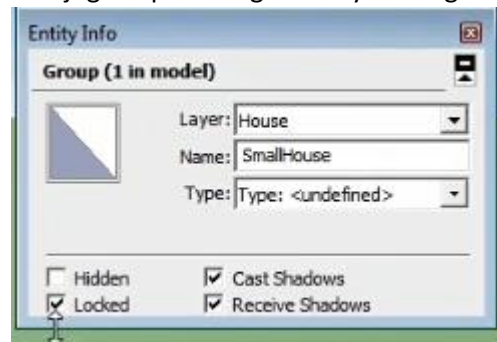 Entity Info
Group (1 in model)
Layer: House
Name: SmallHouse
Type: Type: <undefined>
Hidden Cast Shadows
Locked Receive Shadows